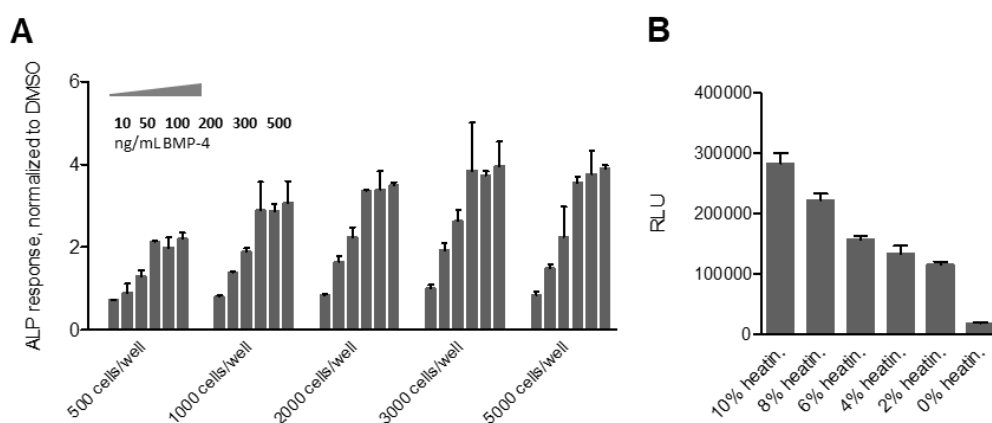 A
ALP response, normalized to DMSO
6
4
2
0
10 50 100 200 300 500
ng/mL BMP-4
500 cells/well
1000 cells/well
2000 cells/well
3000 cells/well
5000 cells/well
B
RLU
400000
300000
200000
100000
0
10% heatin.
8% heatin.
6% heatin.
4% heatin.
2% heatin.
0% heatin.